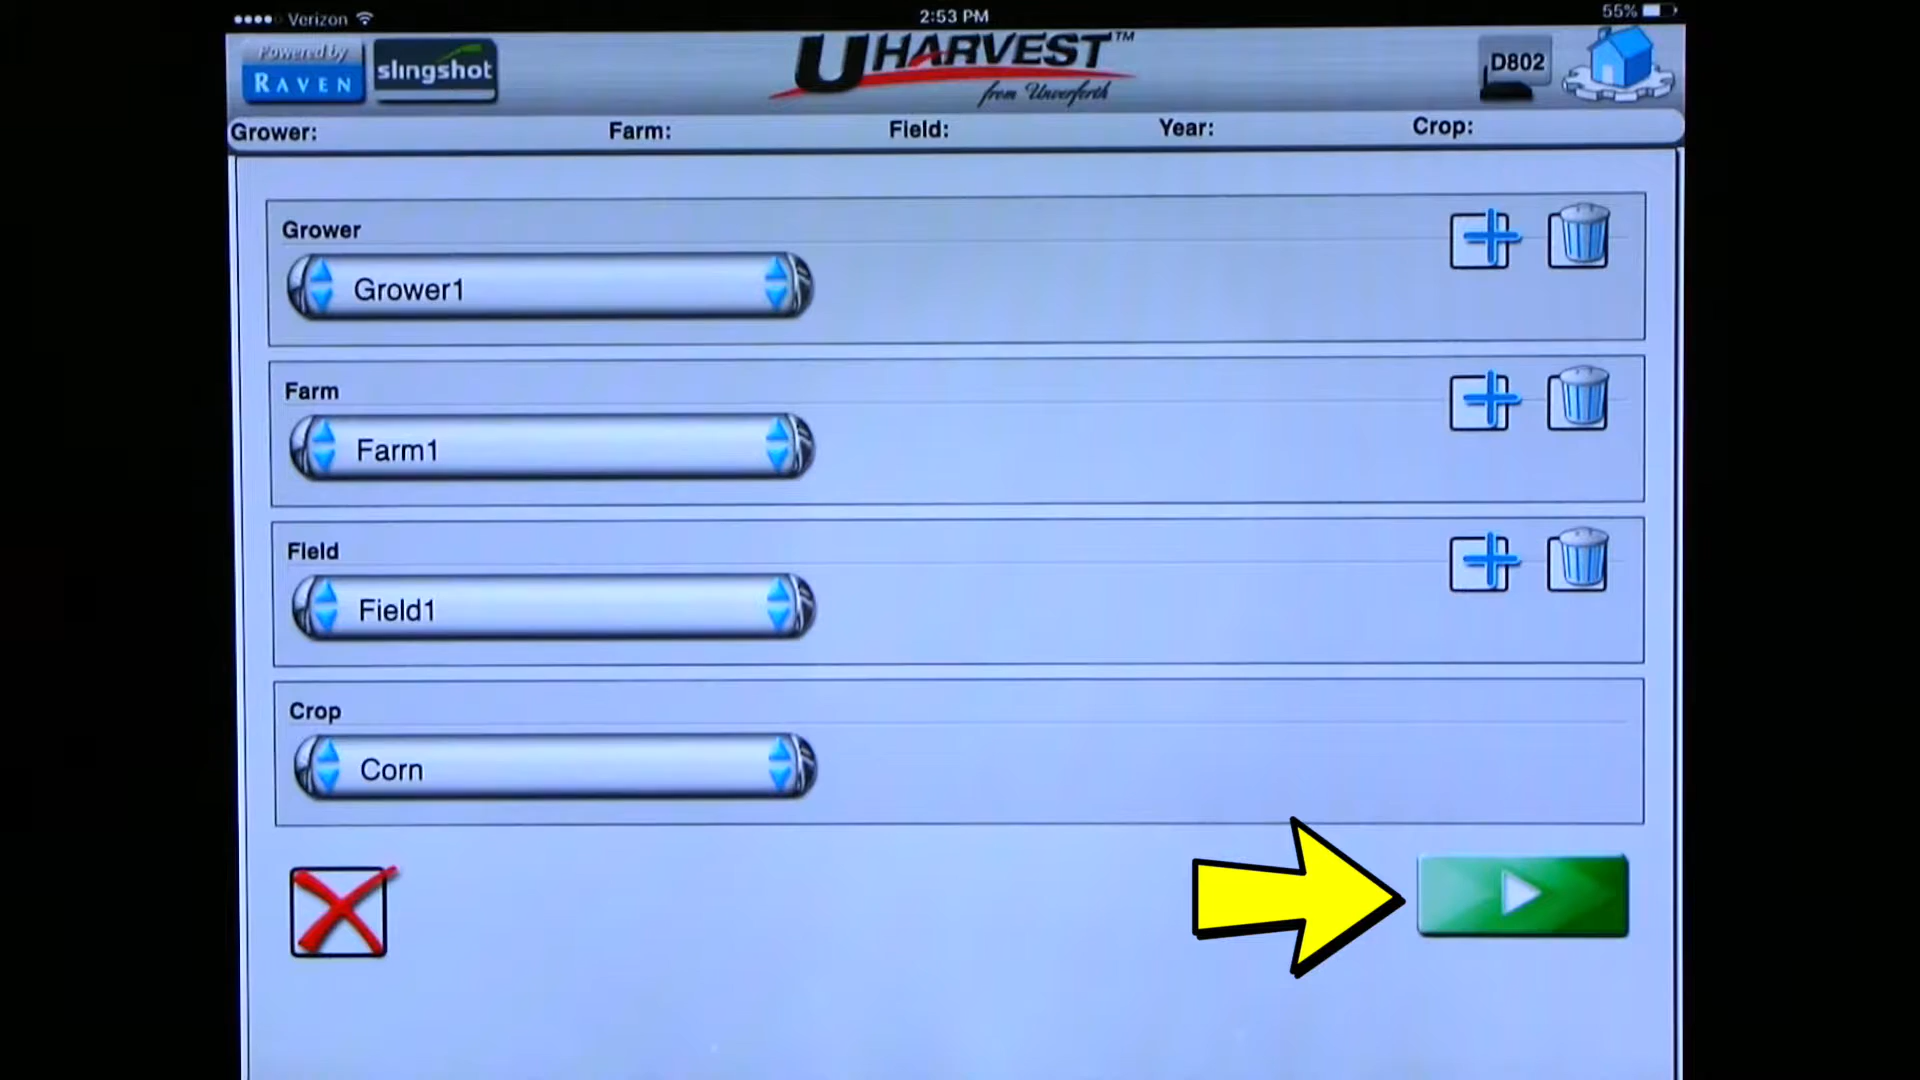 Verizon
2:53 PM
55%
Powered by
RAVEN
slingshot
UHARVEST™
from Unverferth
D802
Grower:
Farm:
Field:
Year:
Crop:
Grower
Grower1
Farm
Farm1
Field
Field1
Crop
Corn